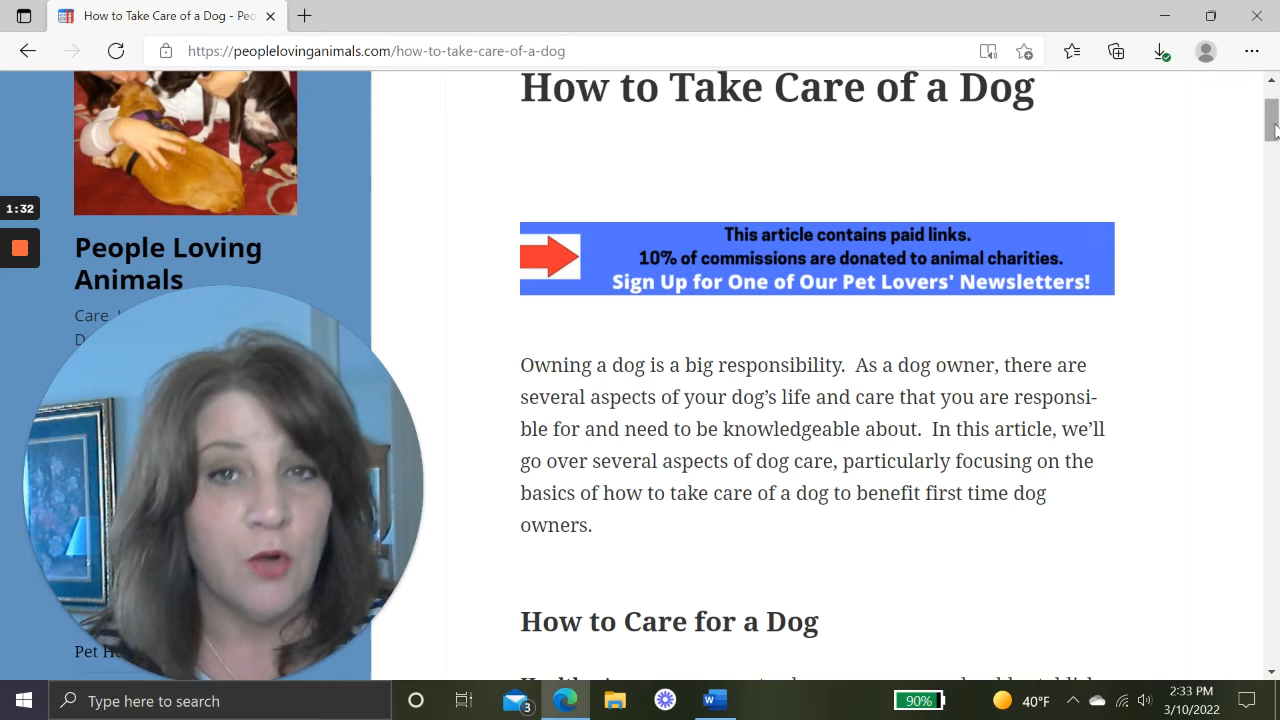 How to Take Care of a Dog - Pe
https://peoplelovinganimals.com/how-to-take-care-of-a-dog
How to Take Care of a Dog
1:32
This article contains paid links.
10% of commissions are donated to animal charities.
Sign Up for One of Our Pet Lovers' Newsletters!
People Loving
Animals
Care
Owning a dog is a big responsibility.  As a dog owner, there are
several aspects of your dog’s life and care that you are responsi-
ble for and need to be knowledgeable about.  In this article, we’ll
go over several aspects of dog care, particularly focusing on the
basics of how to take care of a dog to benefit first time dog
owners.
How to Care for a Dog
Pet
Type here to search
3
W
90%
40°F
2:33 PM
3/10/2022